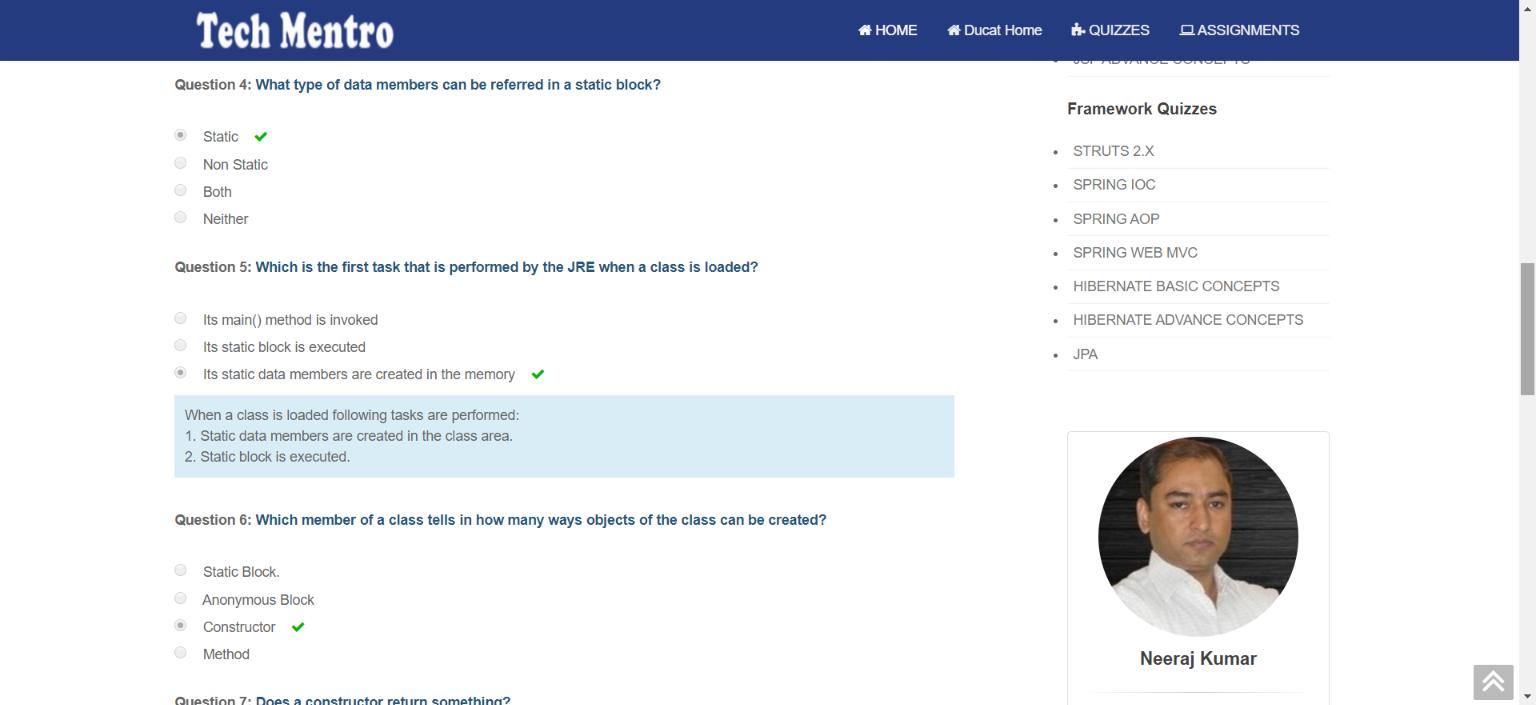 Tech Mentro
HOME
Ducat Home
QUIZZES
ASSIGNMENTS
Question 4: What type of data members can be referred in a static block?
Static
Non Static
Both
Neither
Question 5: Which is the first task that is performed by the JRE when a class is loaded?
Its main() method is invoked
Its static block is executed
Its static data members are created in the memory
When a class is loaded following tasks are performed:
1. Static data members are created in the class area.
2. Static block is executed.
Question 6: Which member of a class tells in how many ways objects of the class can be created?
Static Block.
Anonymous Block
Constructor
Method
Question 7: Does a constructor return something?
JSP ADVANCE CONCEPTS
Framework Quizzes
STRUTS 2.X
SPRING IOC
SPRING AOP
SPRING WEB MVC
HIBERNATE BASIC CONCEPTS
HIBERNATE ADVANCE CONCEPTS
JPA
Neeraj Kumar